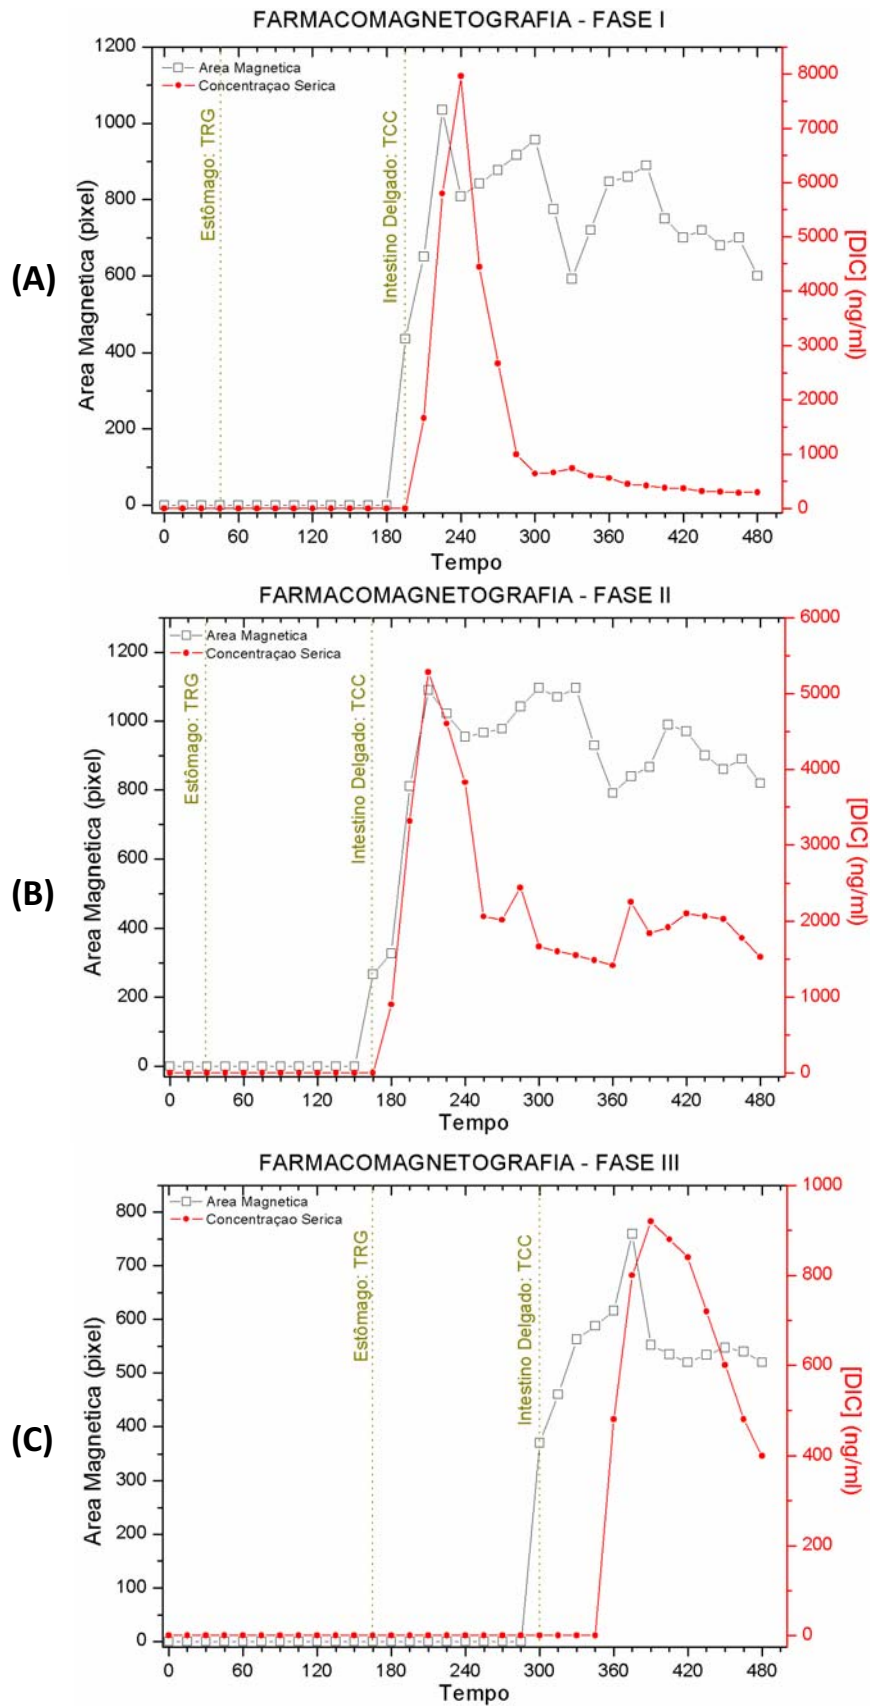 FARMACOMAGNETOGRAFIA - FASE I
(A)
Area Magnetica (pixel)
1200
1000
800
600
400
200
0
Area Magnetica
Concentraçao Serica
Estômago: TRG
Intestino Delgado: TCC
8000
7000
6000
5000
4000
3000
2000
1000
0
[DIC] (ng/ml)
0 60 120 180 240 300 360 420 480
Tempo
FARMACOMAGNETOGRAFIA - FASE II
(B)
Area Magnetica (pixel)
1200
1000
800
600
400
200
0
Area Magnetica
Concentraçao Serica
Estômago: TRG
Intestino Delgado: TCC
6000
5000
4000
3000
2000
1000
0
[DIC] (ng/ml)
0 60 120 180 240 300 360 420 480
Tempo
FARMACOMAGNETOGRAFIA - FASE III
(C)
Area Magnetica (pixel)
800
700
600
500
400
300
200
100
0
Area Magnetica
Concentraçao Serica
Estômago: TRG
Intestino Delgado: TCC
1000
800
600
400
200
0
[DIC] (ng/ml)
0 60 120 180 240 300 360 420 480
Tempo